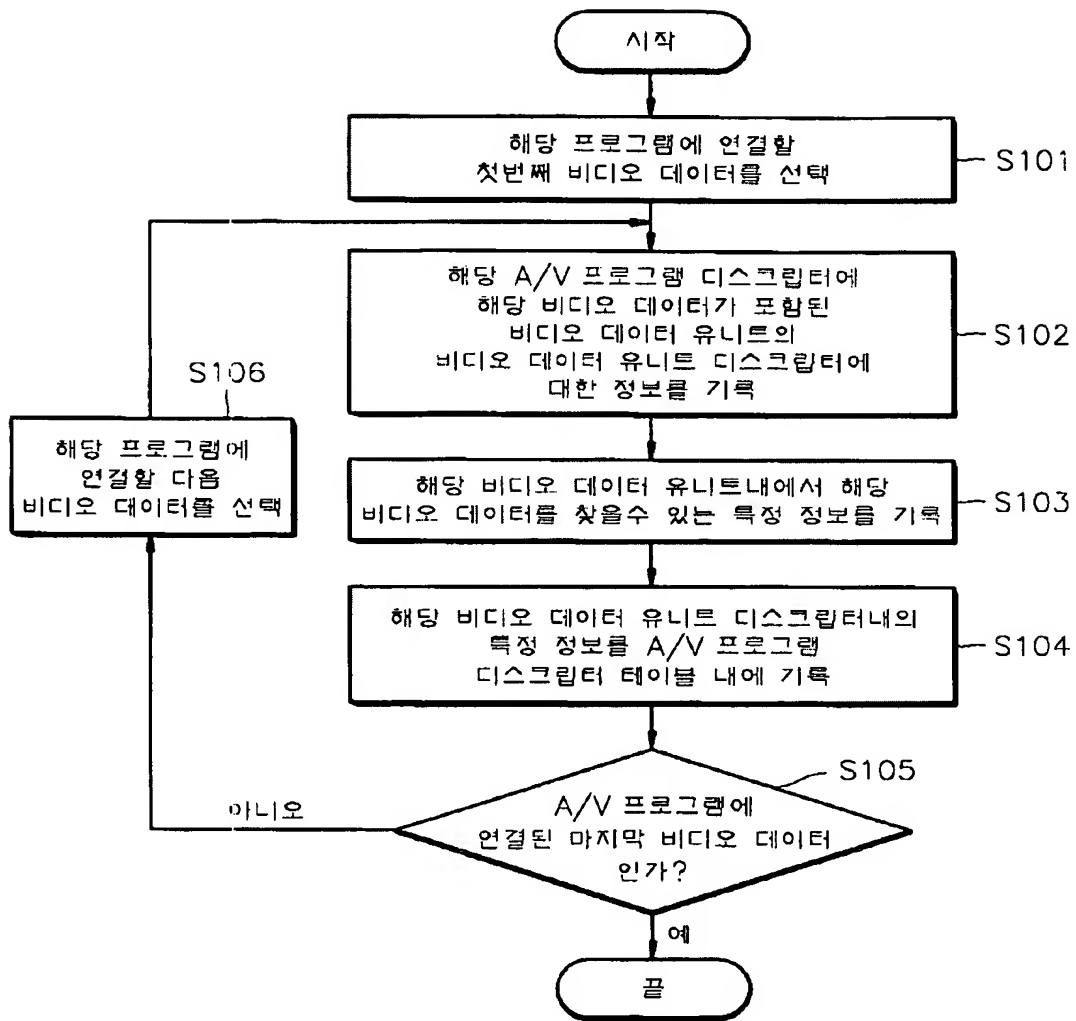 시작
해당 프로그램에 연결할
첫번째 비디오 데이터를 선택
S101
해당 A/V 프로그램 디스크립터에
해당 비디오 데이터가 포함된
비디오 데이터 유니트의
비디오 데이터 유니트 디스크립터에
대한 정보를 기록
S102
S106
해당 프로그램에
연결할 다음
비디오 데이터를 선택
해당 비디오 데이터 유니트내에서 해당
비디오 데이터를 찾을수 있는 특정 정보를 기록
S103
해당 비디오 데이터 유니트 디스크립터내의
특정 정보를 A/V 프로그램
디스크립터 테이블 내에 기록
S104
S105
A/V 프로그램에
연결된 마지막 비디오 데이터
인가?
아니오
예
끝